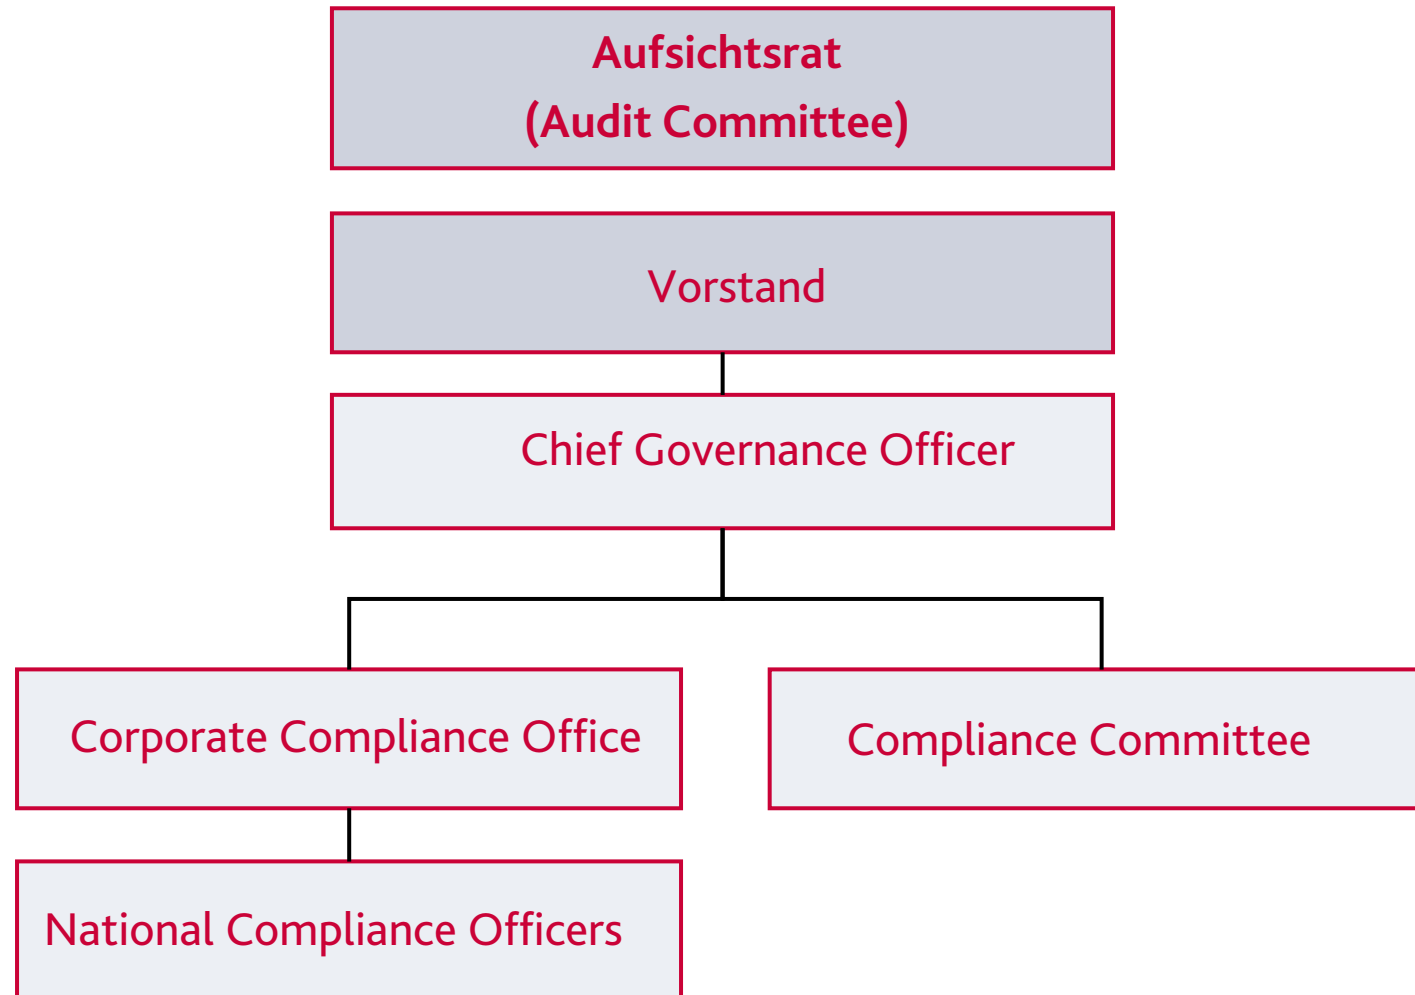 Aufsichtsrat
(Audit Committee)
Vorstand
Chief Governance Officer
Corporate Compliance Office
Compliance Committee
National Compliance Officers